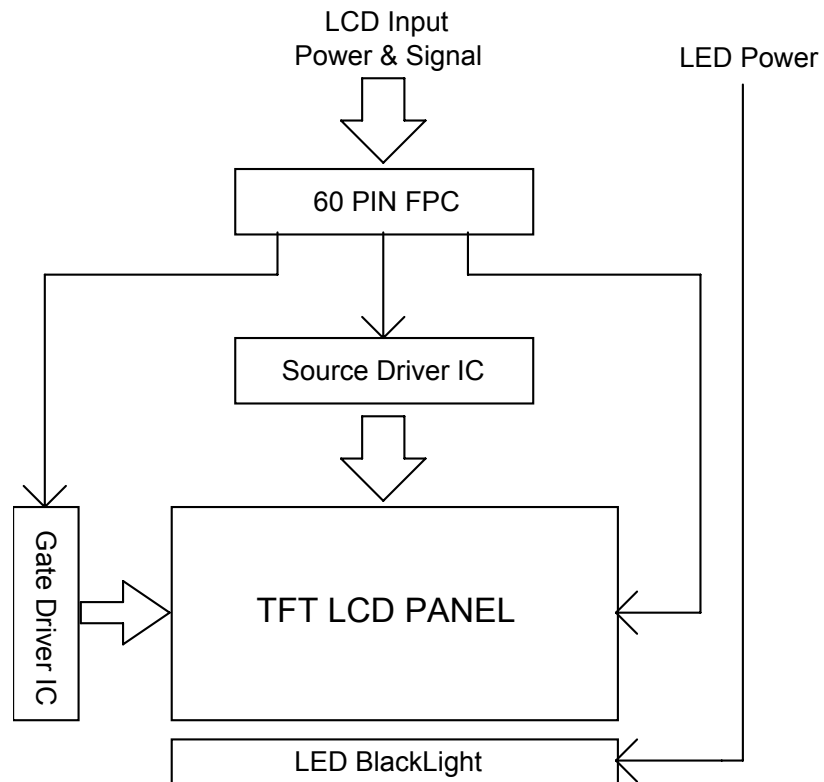 LCD Input
Power & Signal
LED Power
60 PIN FPC
Source Driver IC
Gate Driver IC
TFT LCD PANEL
LED BlackLight